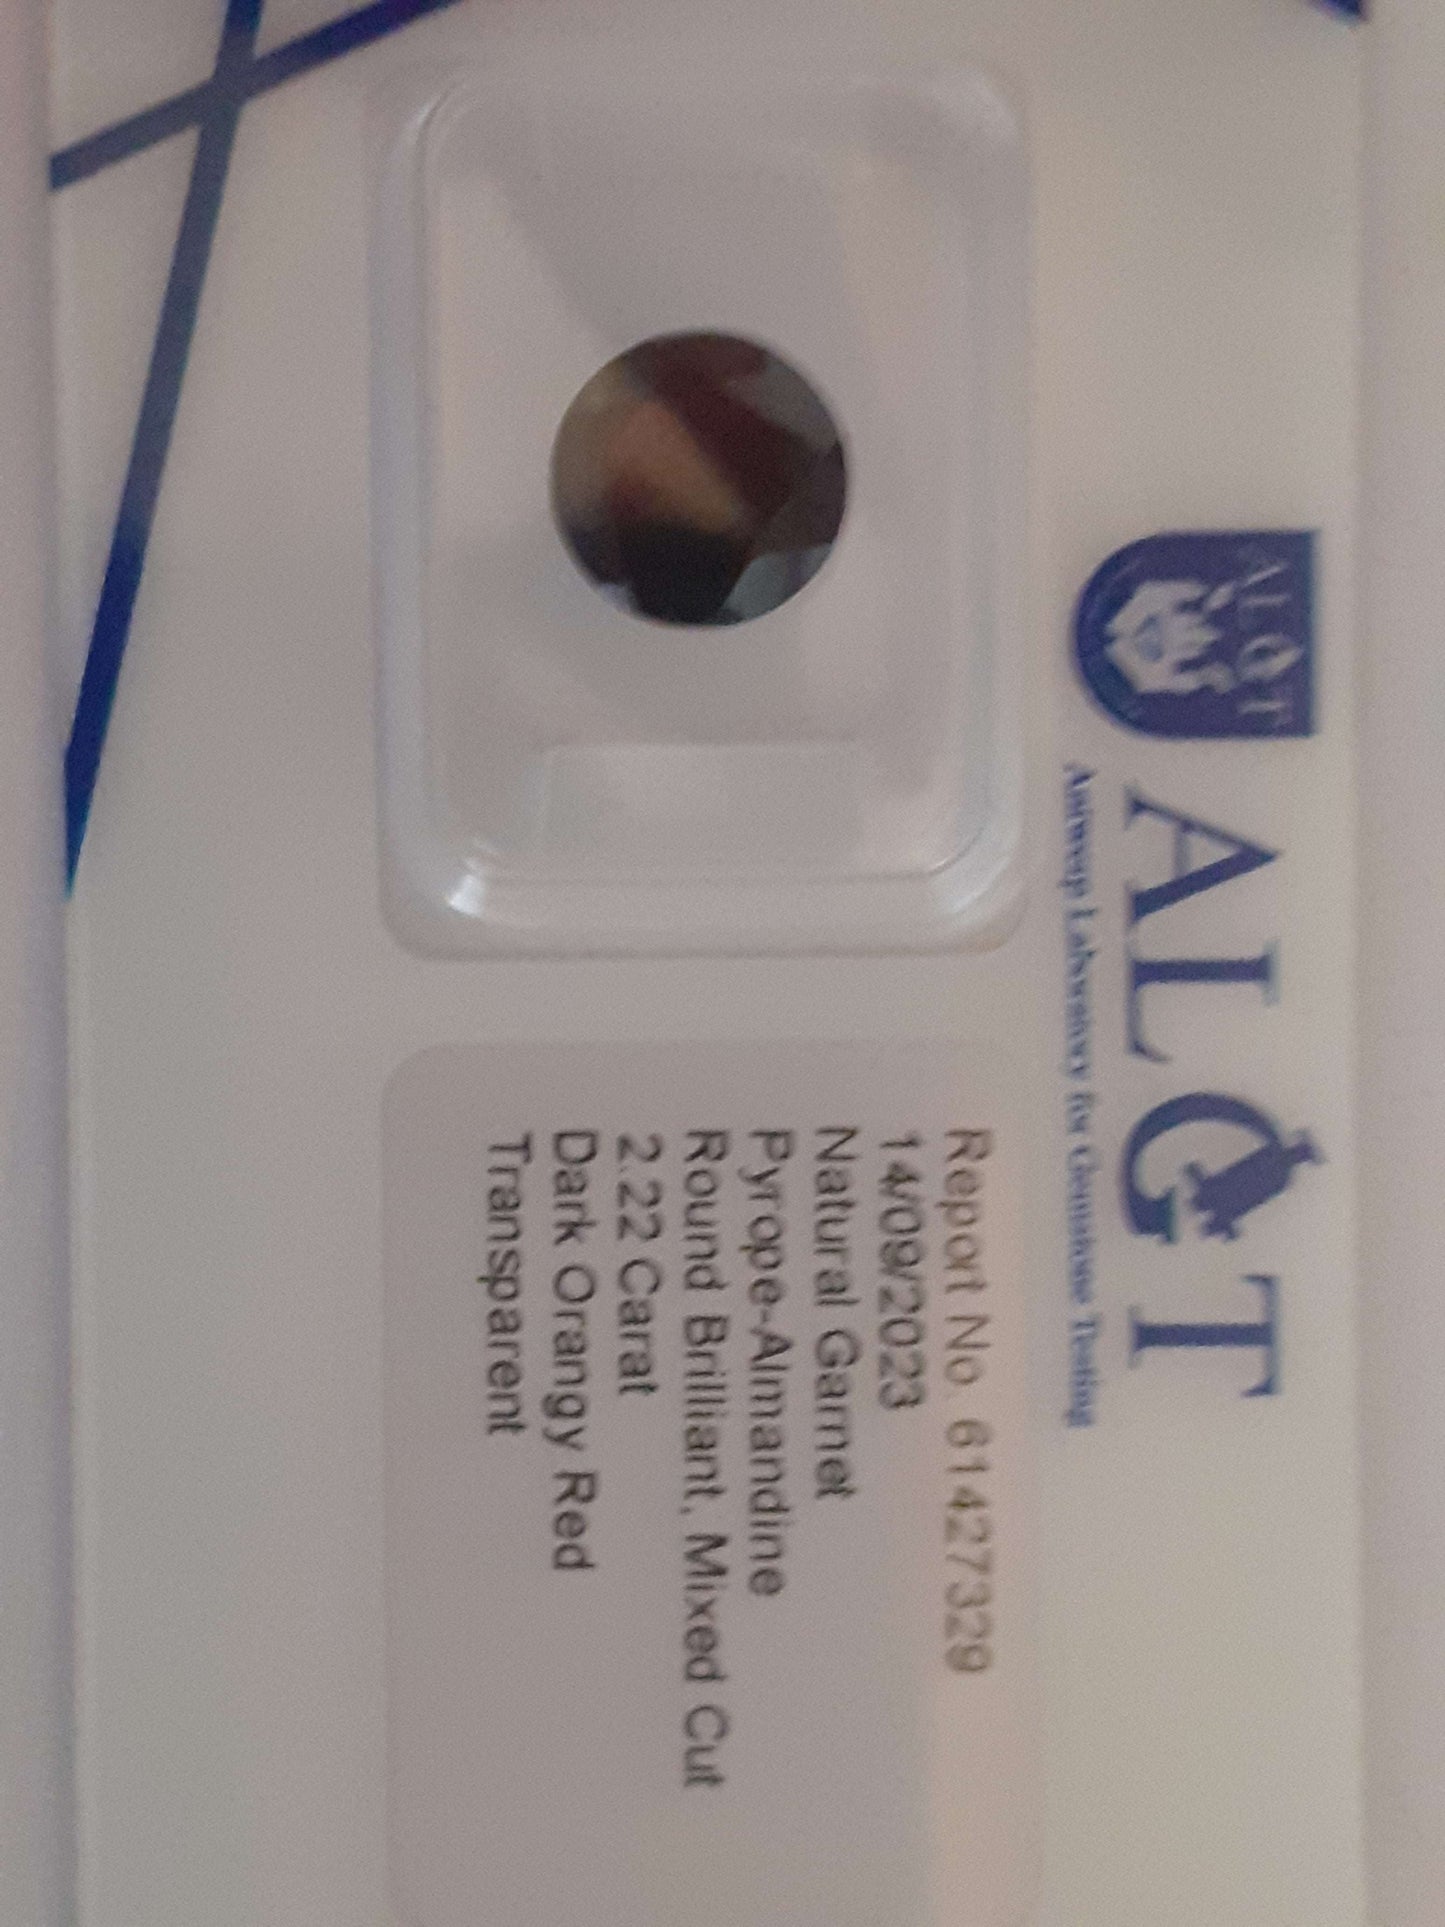 ALGT
ALGT
Antwerp Laboratory for Gemstone Testing
Report No. 61427329
14/09/2023
Natural Garnet
Pyrope-Almandine
Round Brilliant, Mixed Cut
2.22 Carat
Dark Orangy Red
Transparent